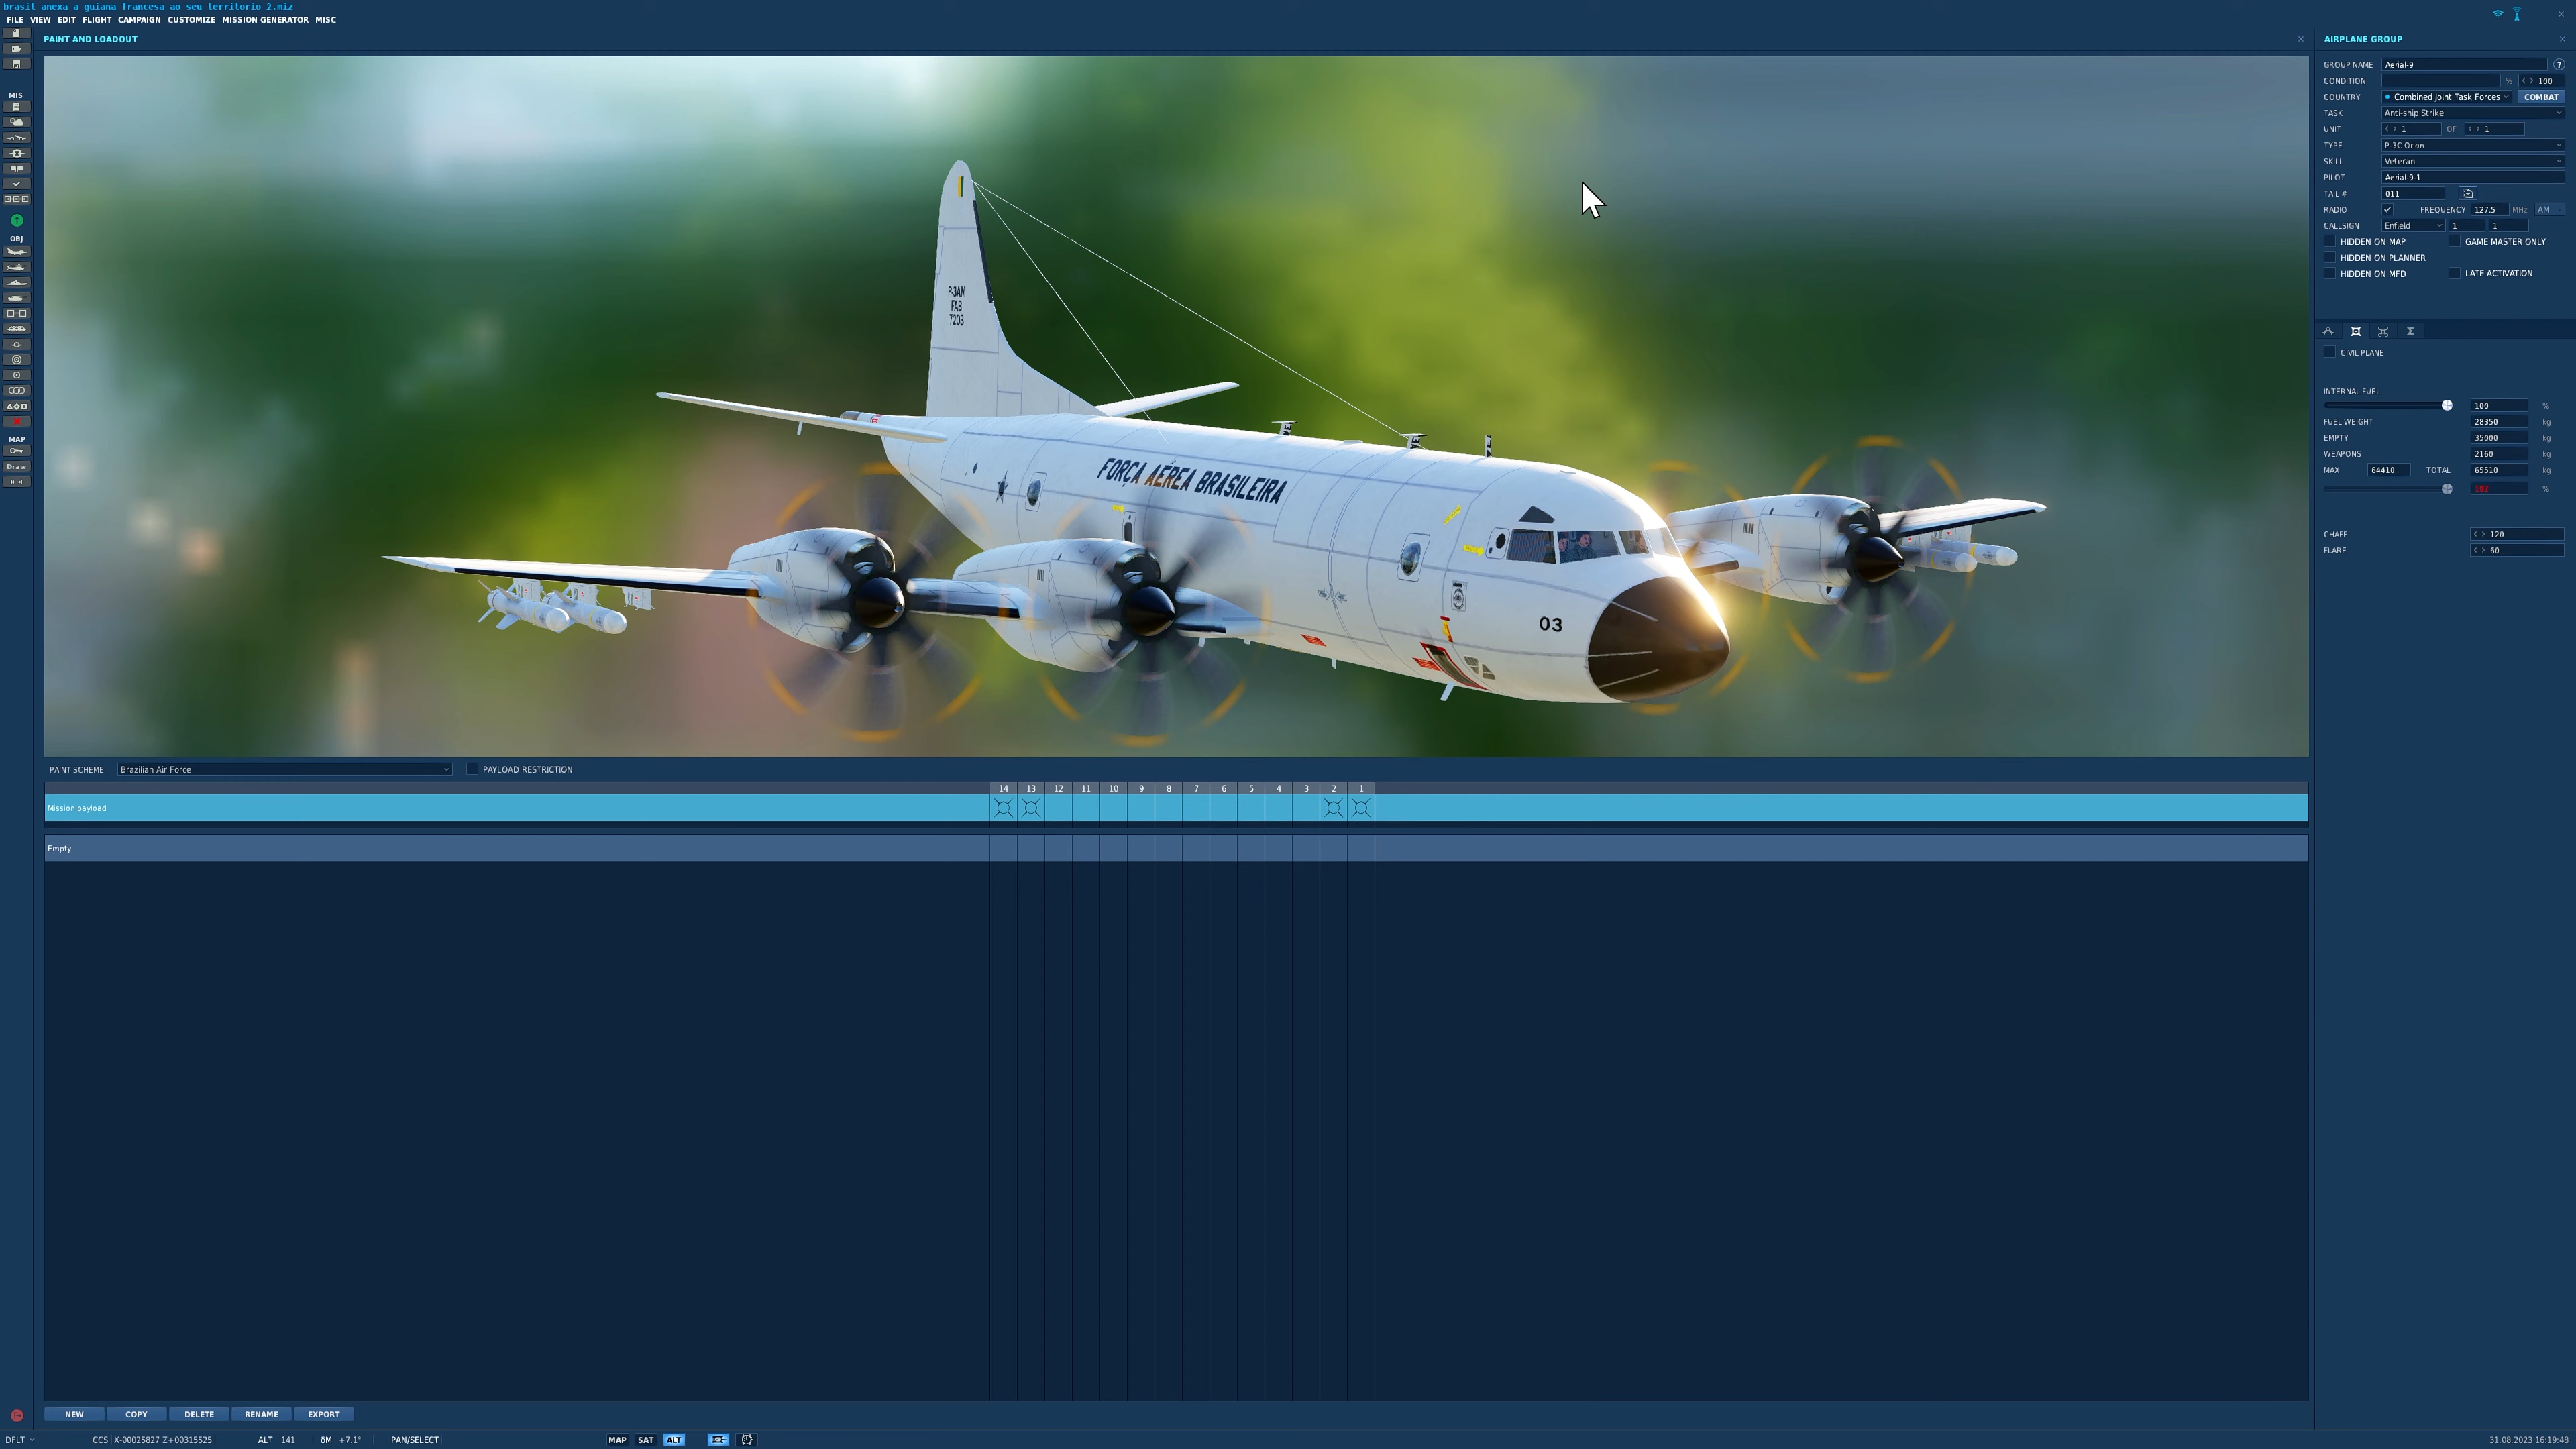 brasil anexa a guiana francesa ao seu territorio 2.miz
FILE VIEW EDIT FLIGHT CAMPAIGN CUSTOMIZE MISSION GENERATOR MISC
PAINT AND LOADOUT
AIRPLANE GROUP
GROUP NAME Aerial-9 ?
CONDITION % < > 100
COUNTRY Combined Joint Task Forces COMBAT
TASK Anti-ship Strike
UNIT < > 1 OF < > 1
TYPE P-3C Orion
SKILL Veteran
PILOT Aerial-9-1
TAIL # 011
RADIO FREQUENCY 127.5 MHz AM
CALLSIGN Enfield 1 1
HIDDEN ON MAP GAME MASTER ONLY
HIDDEN ON PLANNER
HIDDEN ON MFD LATE ACTIVATION
CIVIL PLANE
INTERNAL FUEL
100 %
FUEL WEIGHT 28350 kg
EMPTY 35000 kg
WEAPONS 2160 kg
MAX 64410 TOTAL 65510 kg
102 %
CHAFF < > 120
FLARE < > 60
MIS
OBJ
MAP
Draw
P-3AM
FAB
7203
FORÇA AÉREA BRASILEIRA
03
PAINT SCHEME Brazilian Air Force PAYLOAD RESTRICTION
14 13 12 11 10 9 8 7 6 5 4 3 2 1
Mission payload
Empty
NEW COPY DELETE RENAME EXPORT
DFLT CCS X-00025827 Z+00315525 ALT 141 δM +7.1° PAN/SELECT MAP SAT ALT 31.08.2023 16:19:48